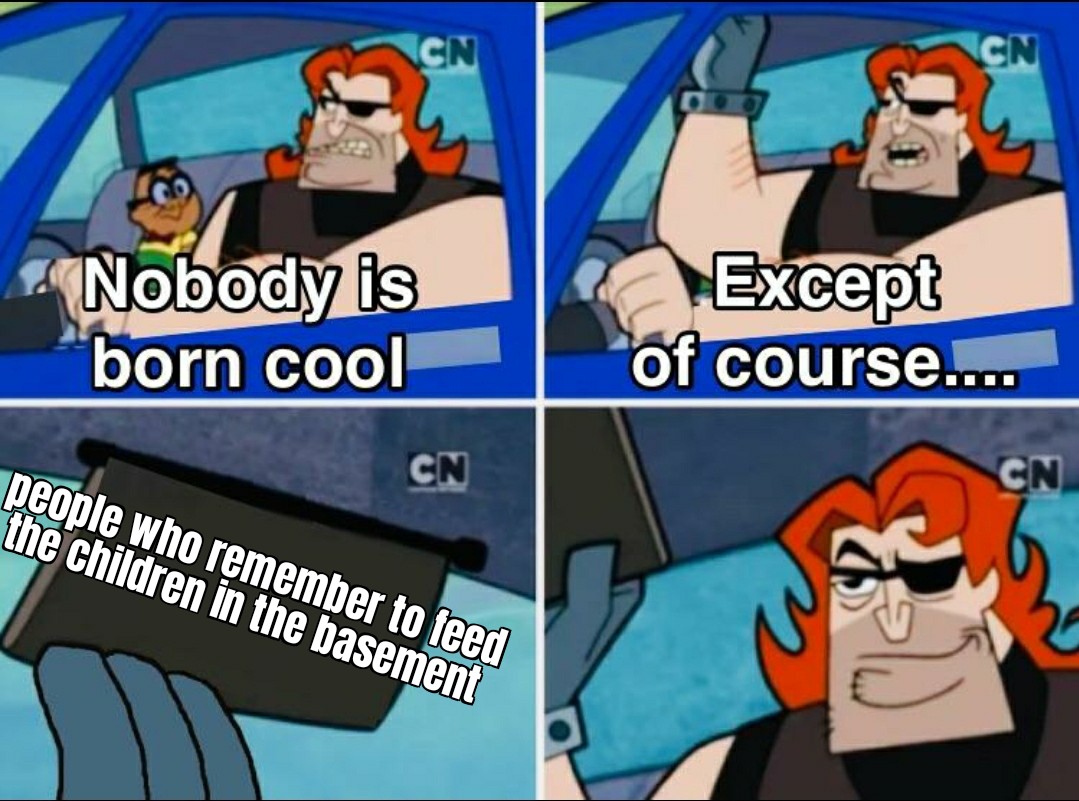 CN
CN
Nobody is
born cool
Except
of course....
CN
CN
people who remember to feed
the children in the basement